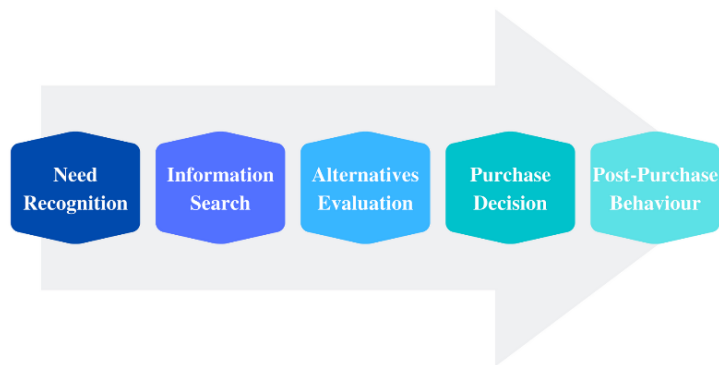 Need
Recognition
Information
Search
Alternatives
Evaluation
Purchase
Decision
Post-Purchase
Behaviour